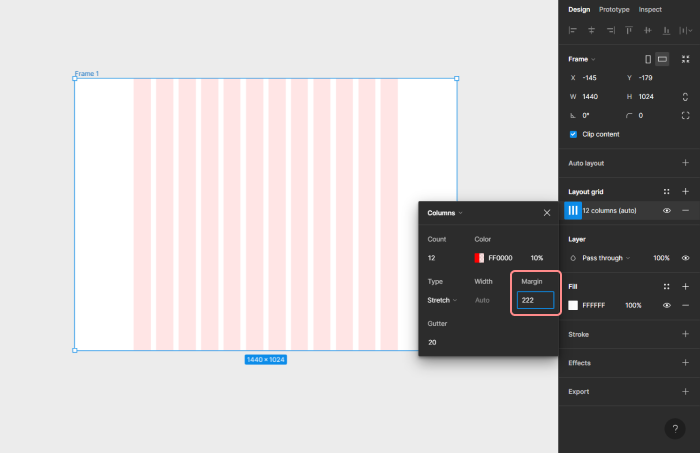 Design Prototype Inspect
Frame 1
Frame
X -145 Y -179
W 1440 H 1024
0° 0
Clip content
Auto layout
Layout grid
12 columns (auto)
Columns
Count Color
12 FF0000 10%
Type Width Margin
Stretch Auto 222
Gutter
20
Layer
Pass through 100%
Fill
FFFFFF 100%
Stroke
Effects
Export
1440 × 1024
?